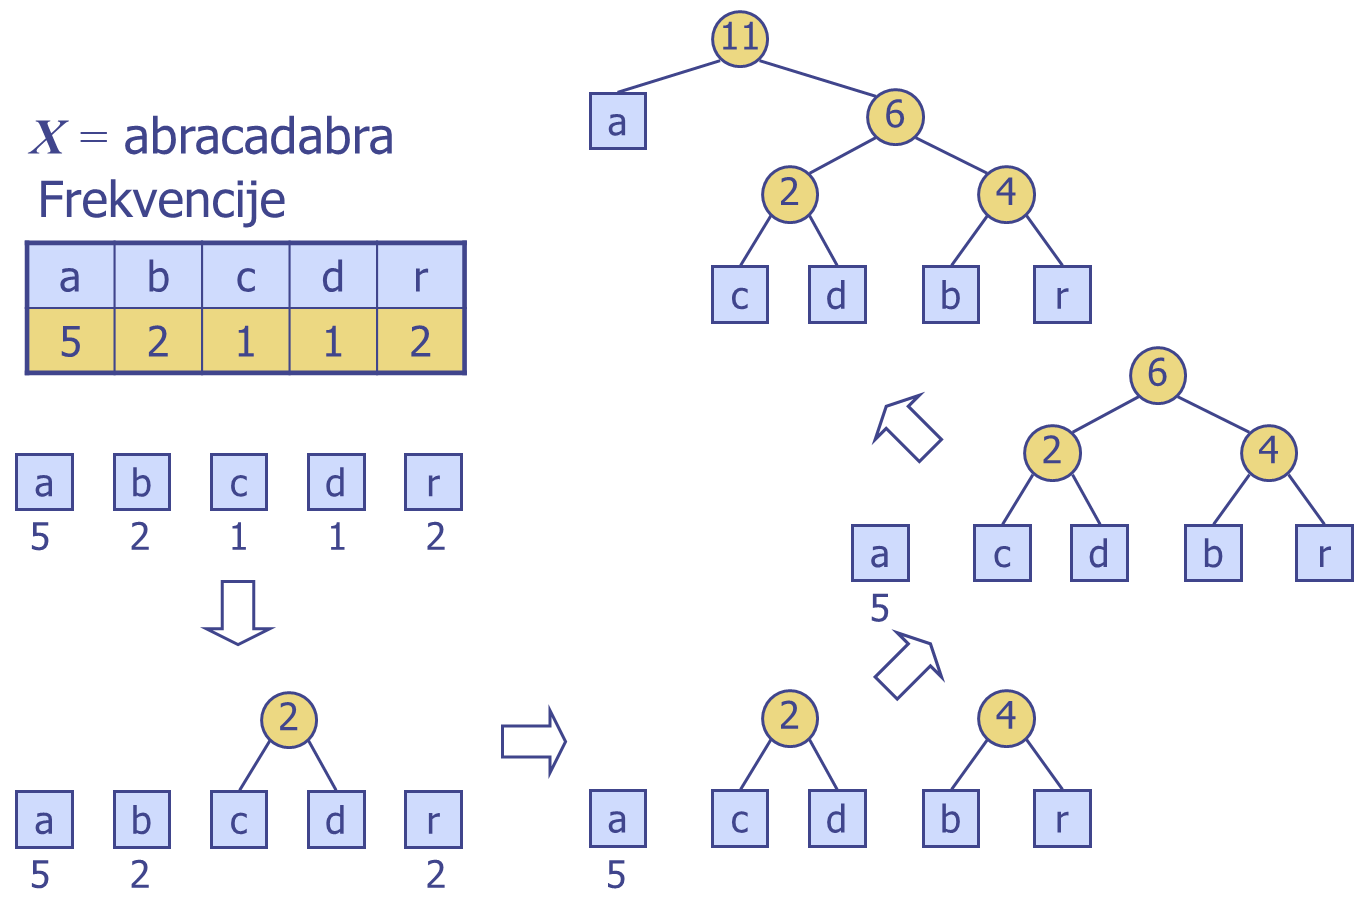 X = abracadabra
Frekvencije
a b c d r
5 2 1 1 2
a b c d r
5 2 1 1 2
2
a b c d r
5 2 2
2 4
a c d b r
5
6
2 4
a c d b r
5
11
a 6
2 4
c d b r